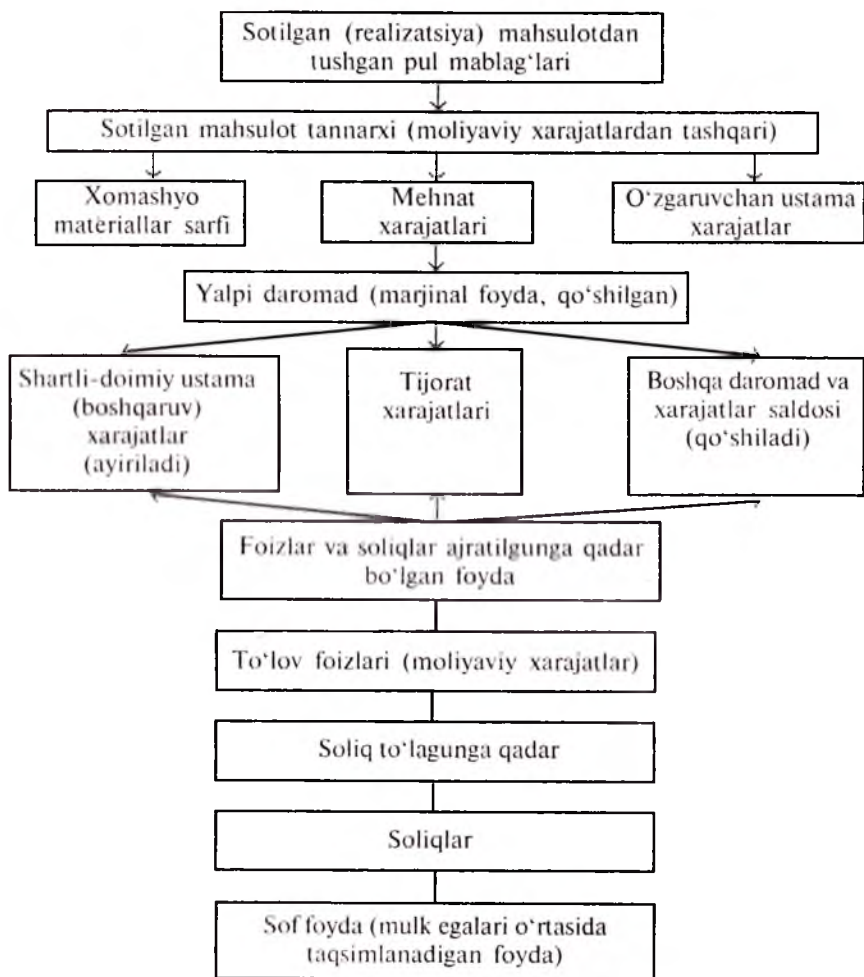 Sotilgan (realizatsiya) mahsulotdan
tushgan pul mablag‘lari
Sotilgan mahsulot tannarxi (moliyaviy xarajatlardan tashqari)
Xomashyo
materiallar sarfi
Mehnat
xarajatlari
O‘zgaruvchan ustama
xarajatlar
Yalpi daromad (marjinal foyda, qo‘shilgan)
Shartli-doimiy ustama
(boshqaruv)
xarajatlar
(ayiriladi)
Tijorat
xarajatlari
Boshqa daromad va
xarajatlar saldosi
(qo‘shiladi)
Foizlar va soliqlar ajratilgunga qadar
bo‘lgan foyda
To‘lov foizlari (moliyaviy xarajatlar)
Soliq to‘lagunga qadar
Soliqlar
Sof foyda (mulk egalari o‘rtasida
taqsimlanadigan foyda)